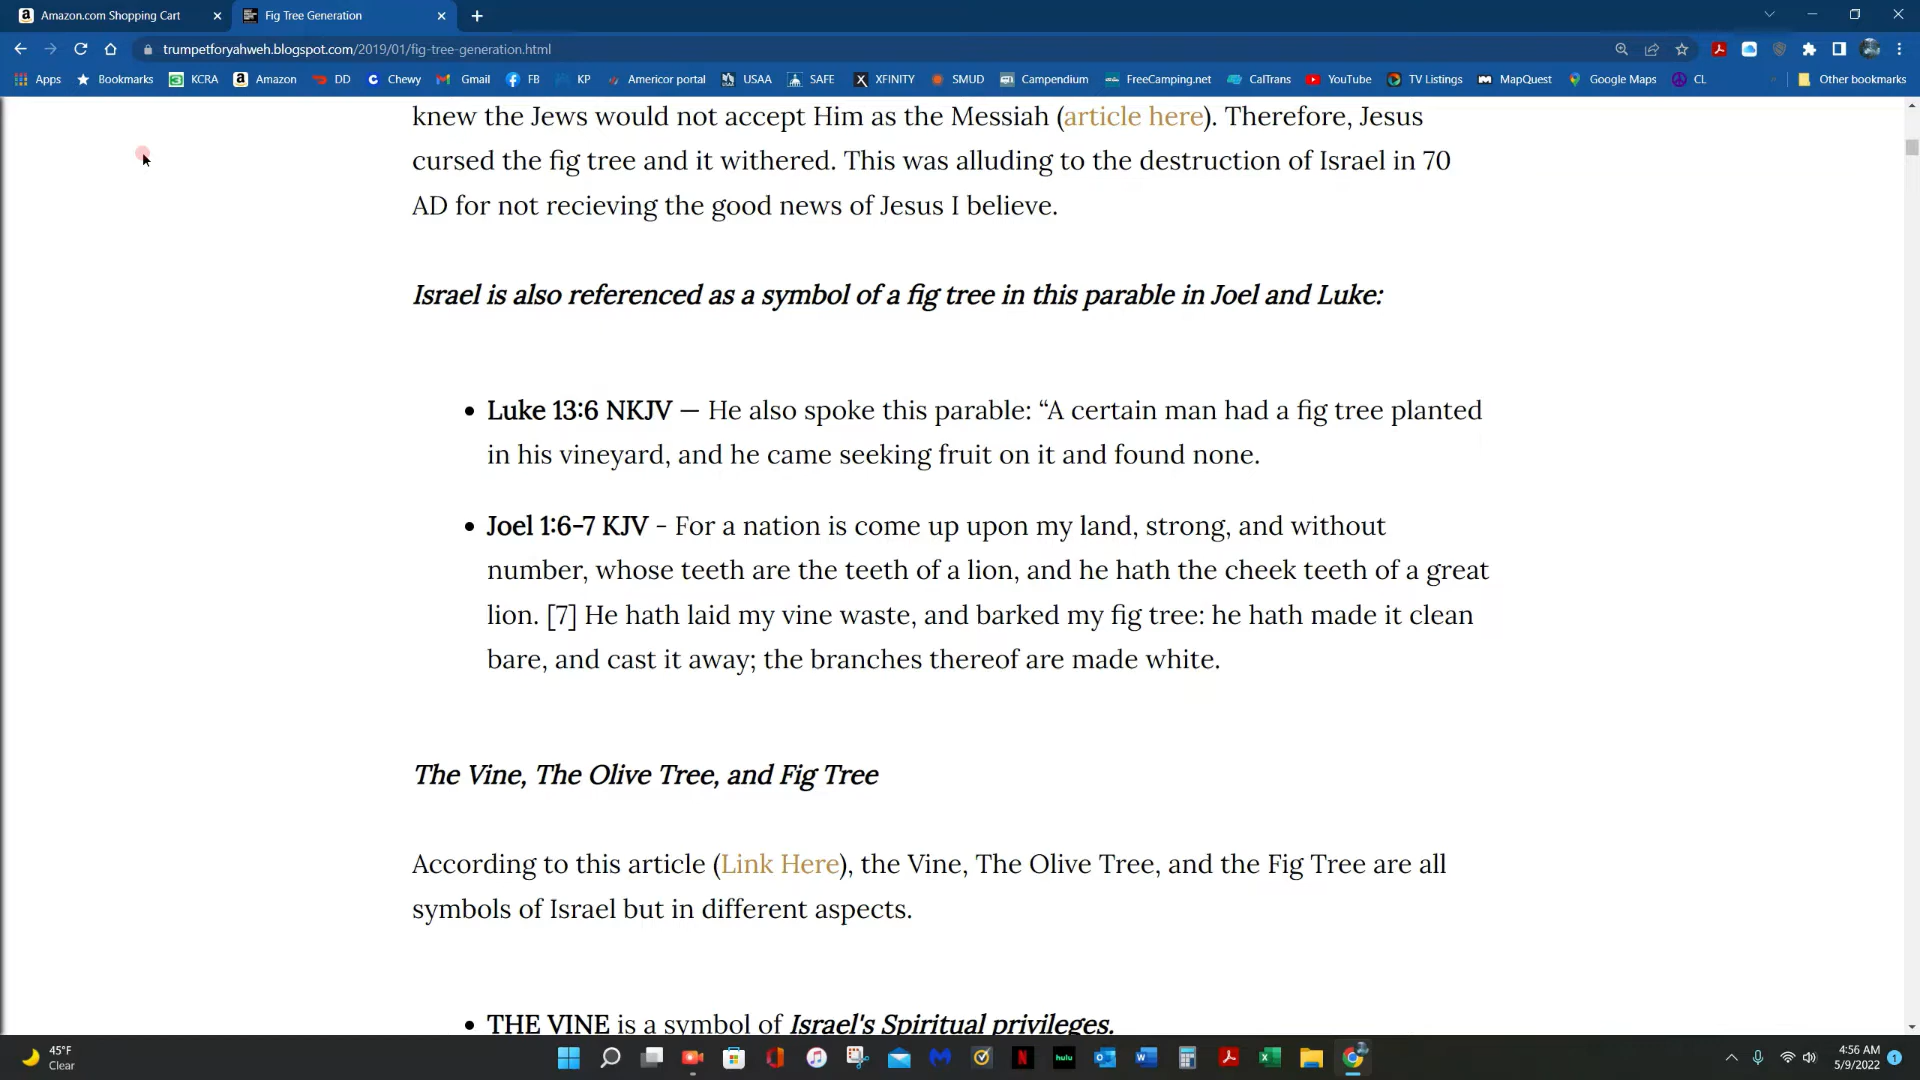 Amazon.com Shopping Cart
Fig Tree Generation
trumpetforyahweh.blogspot.com/2019/01/fig-tree-generation.html
Apps Bookmarks KCRA Amazon DD Chewy Gmail FB KP Americor portal USAA SAFE XFINITY SMUD Campendium FreeCamping.net CalTrans YouTube TV Listings MapQuest Google Maps CL Other bookmarks
knew the Jews would not accept Him as the Messiah (article here). Therefore, Jesus
cursed the fig tree and it withered. This was alluding to the destruction of Israel in 70
AD for not recieving the good news of Jesus I believe.
Israel is also referenced as a symbol of a fig tree in this parable in Joel and Luke:
• Luke 13:6 NKJV — He also spoke this parable: “A certain man had a fig tree planted
in his vineyard, and he came seeking fruit on it and found none.
• Joel 1:6-7 KJV - For a nation is come up upon my land, strong, and without
number, whose teeth are the teeth of a lion, and he hath the cheek teeth of a great
lion. [7] He hath laid my vine waste, and barked my fig tree: he hath made it clean
bare, and cast it away; the branches thereof are made white.
The Vine, The Olive Tree, and Fig Tree
According to this article (Link Here), the Vine, The Olive Tree, and the Fig Tree are all
symbols of Israel but in different aspects.
• THE VINE is a symbol of Israel's Spiritual privileges.
45°F
Clear
hulu
4:56 AM
5/9/2022
1